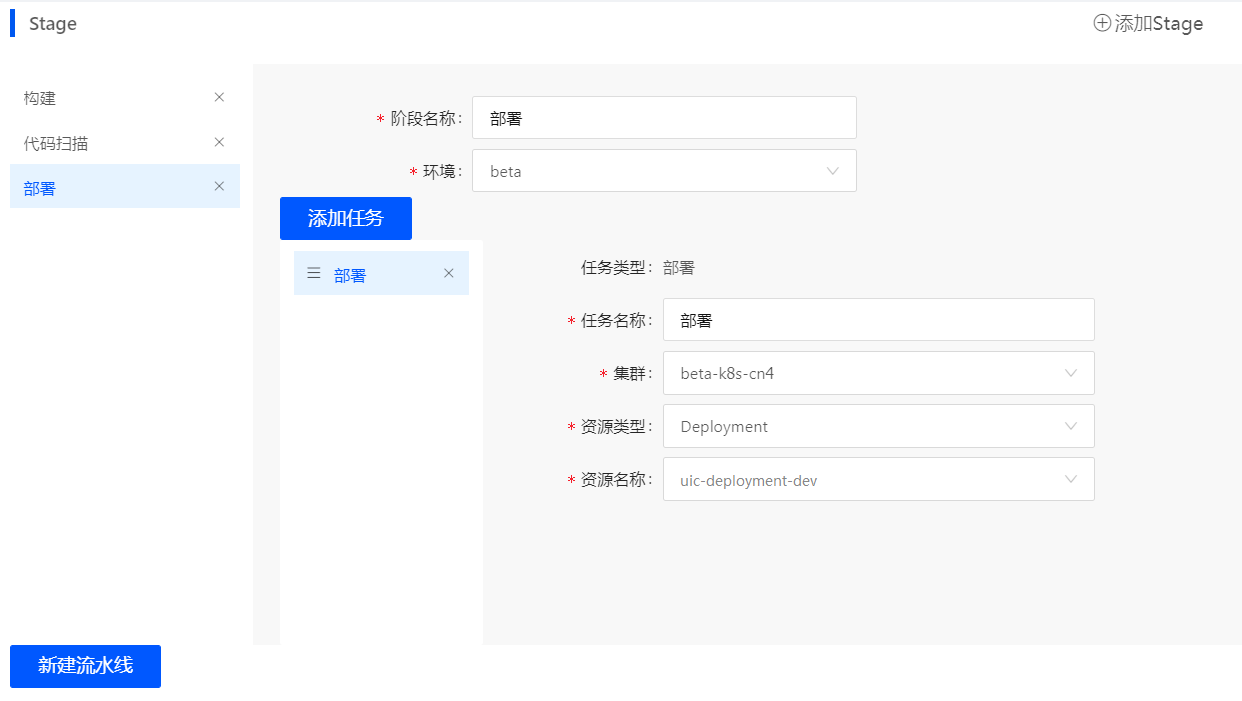 Stage
添加Stage
构建
代码扫描
部署
* 阶段名称: 部署
* 环境: beta
添加任务
部署
任务类型: 部署
* 任务名称: 部署
* 集群: beta-k8s-cn4
* 资源类型: Deployment
* 资源名称: uic-deployment-dev
新建流水线